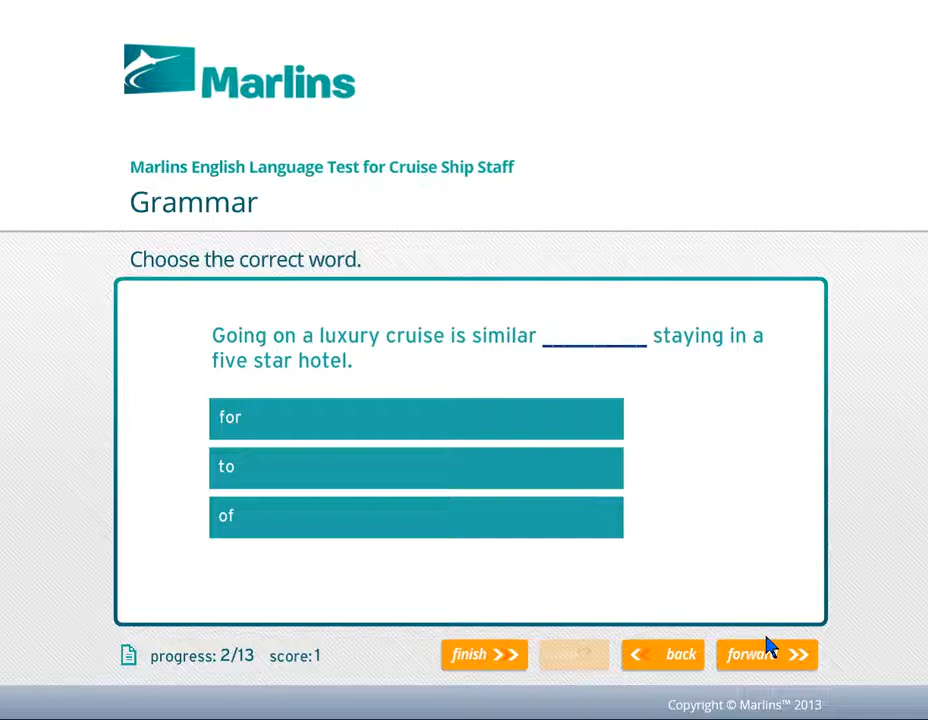 Marlins
Marlins English Language Test for Cruise Ship Staff
Grammar
Choose the correct word.
Going on a luxury cruise is similar _________ staying in a
five star hotel.
for
to
of
progress: 2/13 score:1
finish
back
forward
Copyright © Marlins™ 2013